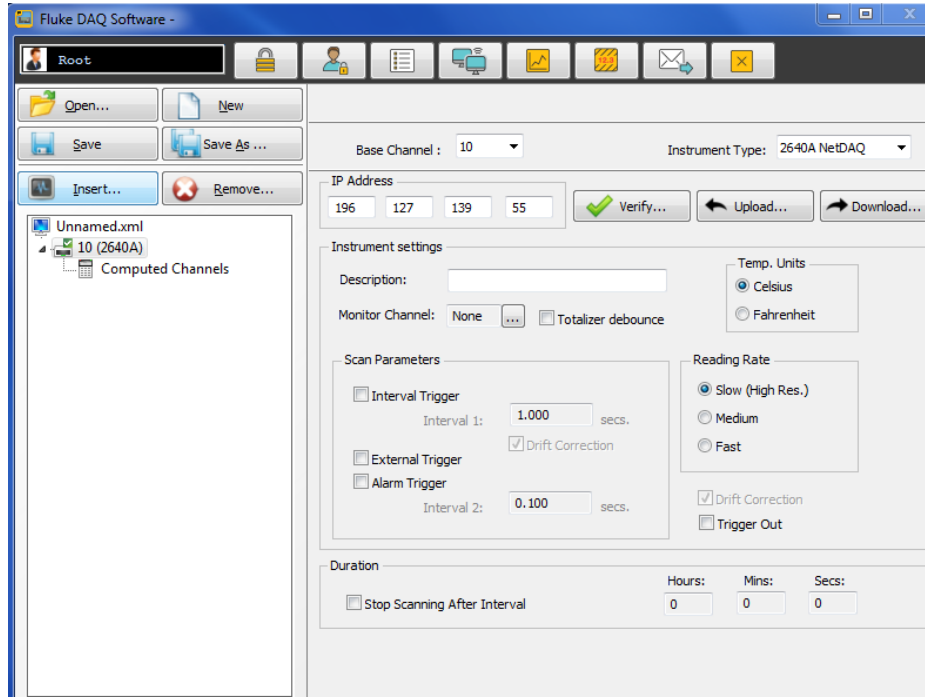 Fluke DAQ Software -
Root
12.3
Open...
New
Save
Save As ...
Insert...
Remove...
Unnamed.xml
10 (2640A)
Computed Channels
Base Channel : 10
Instrument Type: 2640A NetDAQ
IP Address
196 127 139 55
Verify...
Upload...
Download...
Instrument settings
Description:
Monitor Channel: None ...
Totalizer debounce
Temp. Units
Celsius
Fahrenheit
Scan Parameters
Interval Trigger
Interval 1: 1.000 secs.
Drift Correction
External Trigger
Alarm Trigger
Interval 2: 0.100 secs.
Reading Rate
Slow (High Res.)
Medium
Fast
Drift Correction
Trigger Out
Duration
Stop Scanning After Interval
Hours: Mins: Secs:
0 0 0